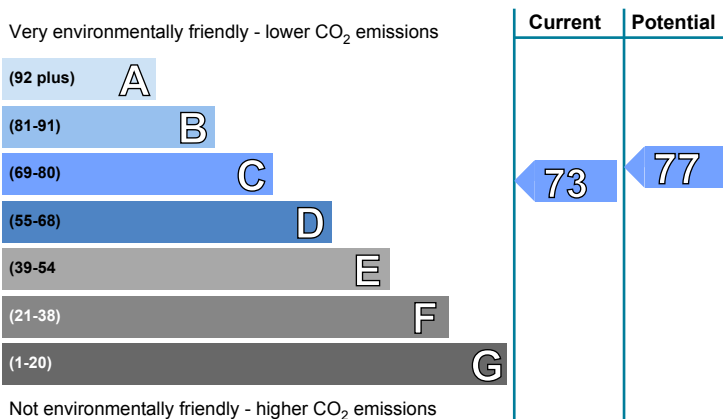 Very environmentally friendly - lower CO2 emissions
Current
Potential
(92 plus) A
(81-91) B
(69-80) C
(55-68) D
(39-54 E
(21-38) F
(1-20) G
73
77
Not environmentally friendly - higher CO2 emissions